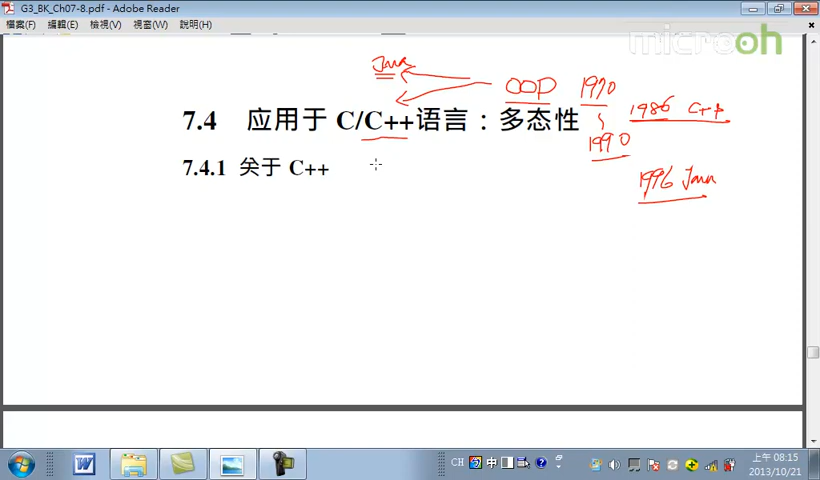 G3_BK_Ch07-8.pdf - Adobe Reader
檔案(F) 編輯(E) 檢視(V) 視窗(W) 說明(H)
microoh
Java
OOP 1970
1986 C++
7.4 应用于 C/C++语言：多态性
1990
7.4.1 关于 C++
1996 Java
CH 中
上午 08:15
2013/10/21